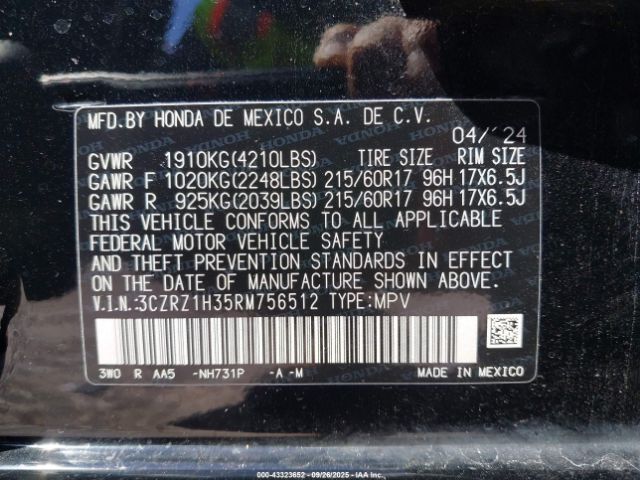 MFD.BY HONDA DE MEXICO S.A. DE C.V.
04/'24
GVWR 1910KG(4210LBS) TIRE SIZE RIM SIZE
GAWR F 1020KG(2248LBS) 215/60R17 96H 17X6.5J
GAWR R 925KG(2039LBS) 215/60R17 96H 17X6.5J
THIS VEHICLE CONFORMS TO ALL APPLICABLE
FEDERAL MOTOR VEHICLE SAFETY
AND THEFT PREVENTION STANDARDS IN EFFECT
ON THE DATE OF MANUFACTURE SHOWN ABOVE.
V.I.N.:3CZRZ1H35RM756512 TYPE:MPV
3W0 R AA5 -NH731P -A -M MADE IN MEXICO
000-43323652 - 09/26/2025 - IAA Inc.